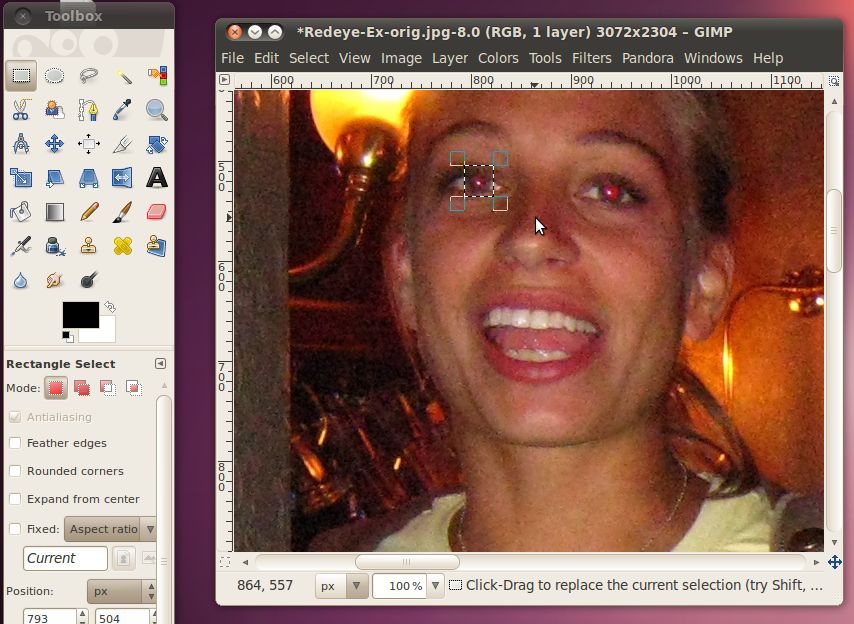 Toolbox
*Redeye-Ex-orig.jpg-8.0 (RGB, 1 layer) 3072x2304 – GIMP
File Edit Select View Image Layer Colors Tools Filters Pandora Windows Help
600 700 800 900 1000 1100
500
600
700
800
Rectangle Select
Mode:
Antialiasing
Feather edges
Rounded corners
Expand from center
Fixed: Aspect ratio
Current
Position: px
793 504
864, 557 px 100 % Click-Drag to replace the current selection (try Shift, ...